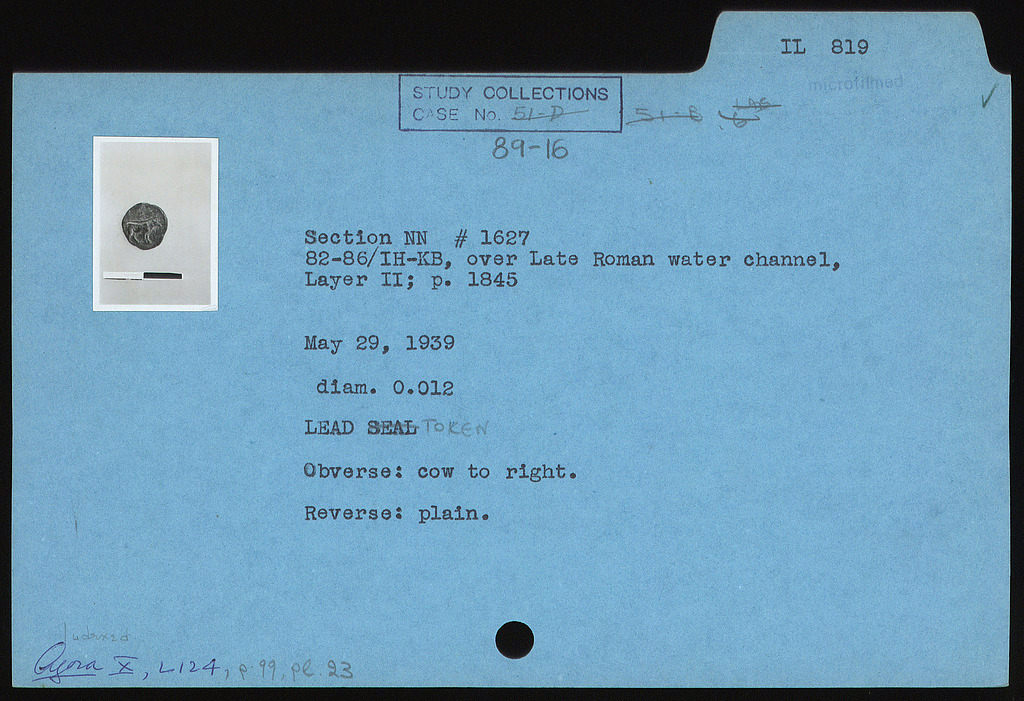 IL 819
microfilmed
STUDY COLLECTIONS
CASE No. 51-D 51-B
89-16
Section NN # 1627
82-86/IH-KB, over Late Roman water channel,
Layer II; p. 1845
May 29, 1939
diam. 0.012
LEAD SEAL TOKEN
Obverse: cow to right.
Reverse: plain.
Indexed
Agora X, L124, p. 99, pl. 23